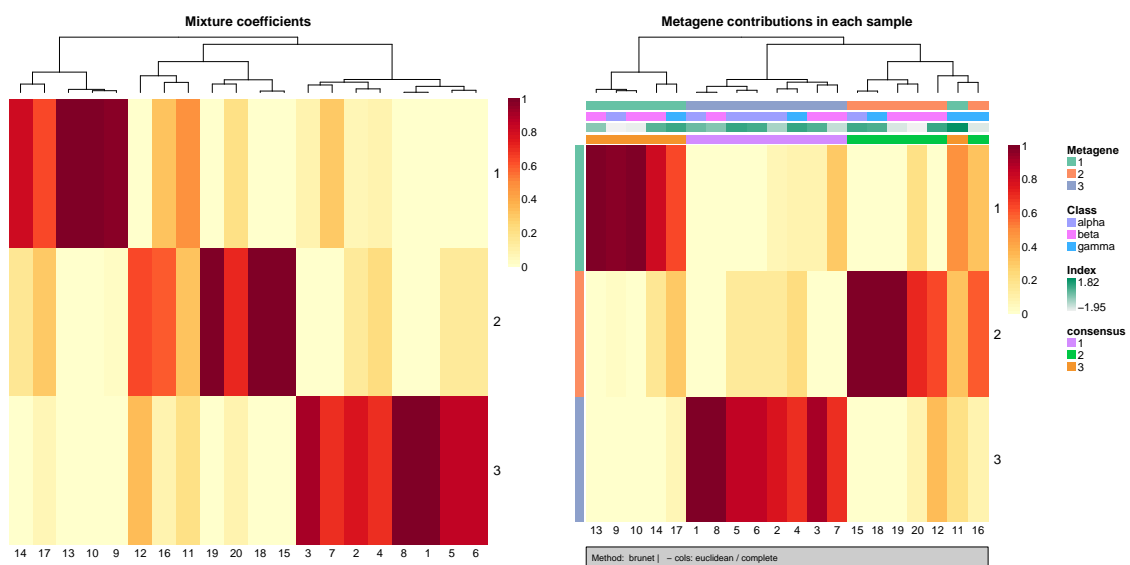 Mixture coefficients
1
0.8
0.6
0.4
0.2
0
1
2
3
14 17 13 10 9 12 16 11 19 20 18 15 3 7 2 4 8 1 5 6
Metagene contributions in each sample
1
0.8
0.6
0.4
0.2
0
1
2
3
13 9 10 14 17 1 8 5 6 2 4 3 7 15 18 19 20 12 11 16
Method: brunet | − cols: euclidean / complete
Metagene
1
2
3
Class
alpha
beta
gamma
Index
1.82
−1.95
consensus
1
2
3